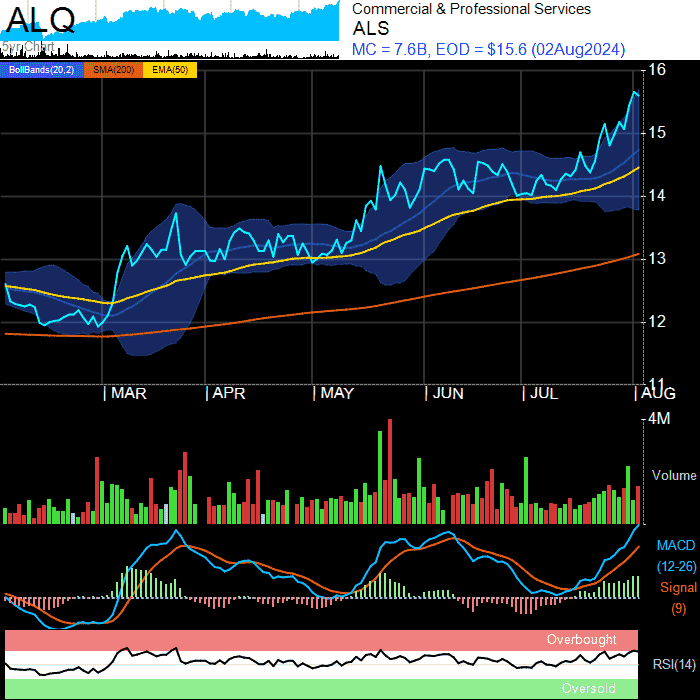 ALQ
Commercial & Professional Services
ALS
MC = 7.6B, EOD = $15.6 (02Aug2024)
BollBands(20,2) SMA(200) EMA(50)
16
15
14
13
12
11
MAR APR MAY JUN JUL AUG
4M
Volume
MACD
(12-26)
Signal
(9)
Overbought
RSI(14)
Oversold